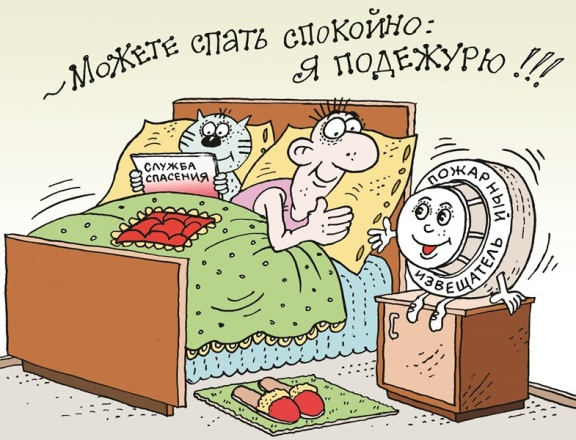 ~Можете спать спокойно:
Я подежурю!!!
СЛУЖБА
СПАСЕНИЯ
ПОЖАРНЫЙ
ИЗВЕЩАТЕЛЬ